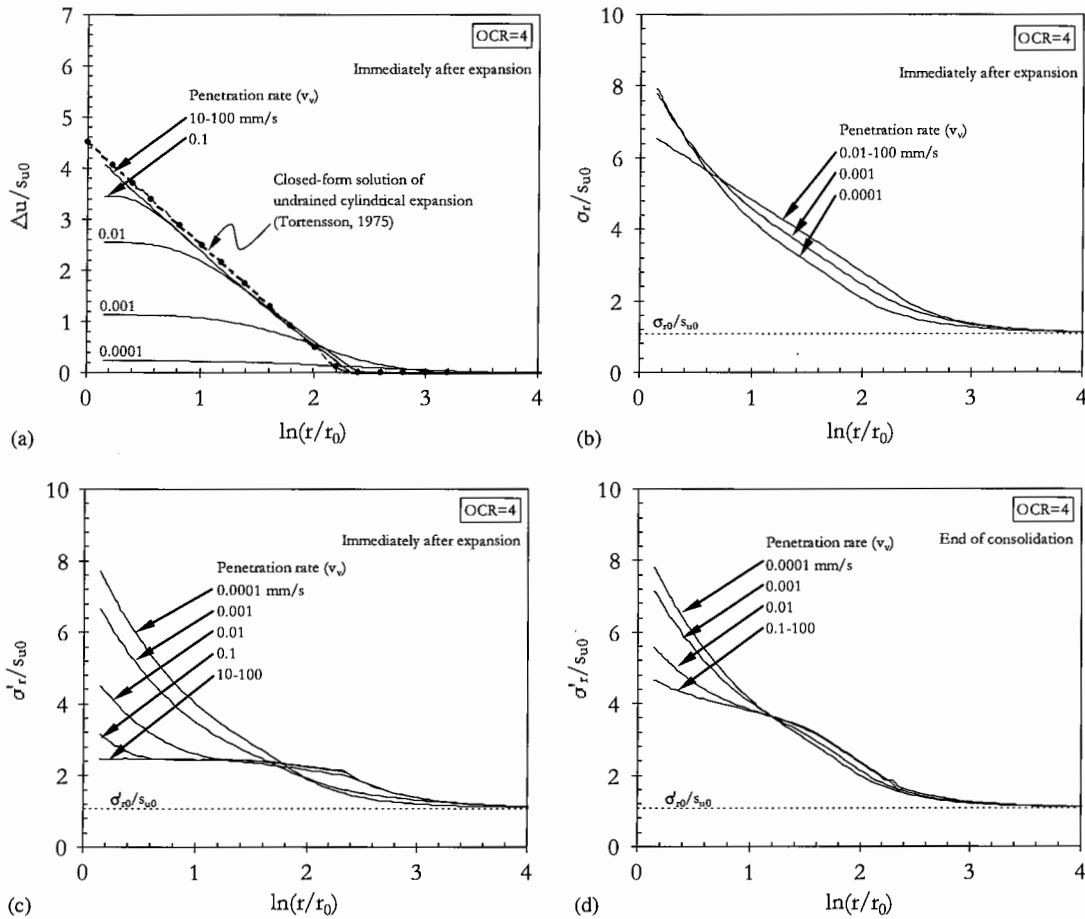 7
6
5
4
3
2
1
0
Δu/s_u0
OCR=4
Immediately after expansion
Penetration rate (v_v)
10-100 mm/s
0.1
Closed-form solution of
undrained cylindrical expansion
(Tortensson, 1975)
0.01
0.001
0.0001
0 1 2 3 4
ln(r/r_0)
(a)
10
8
6
4
2
0
σ_r/s_u0
OCR=4
Immediately after expansion
Penetration rate (v_v)
0.01-100 mm/s
0.001
0.0001
σ_r0/s_u0
0 1 2 3 4
ln(r/r_0)
(b)
10
8
6
4
2
0
σ'_r/s_u0
OCR=4
Immediately after expansion
Penetration rate (v_v)
0.0001 mm/s
0.001
0.01
0.1
10-100
σ'_r0/s_u0
0 1 2 3 4
ln(r/r_0)
(c)
10
8
6
4
2
0
σ'_r/s_u0
OCR=4
End of consolidation
Penetration rate (v_v)
0.0001 mm/s
0.001
0.01
0.1-100
σ'_r0/s_u0
0 1 2 3 4
ln(r/r_0)
(d)